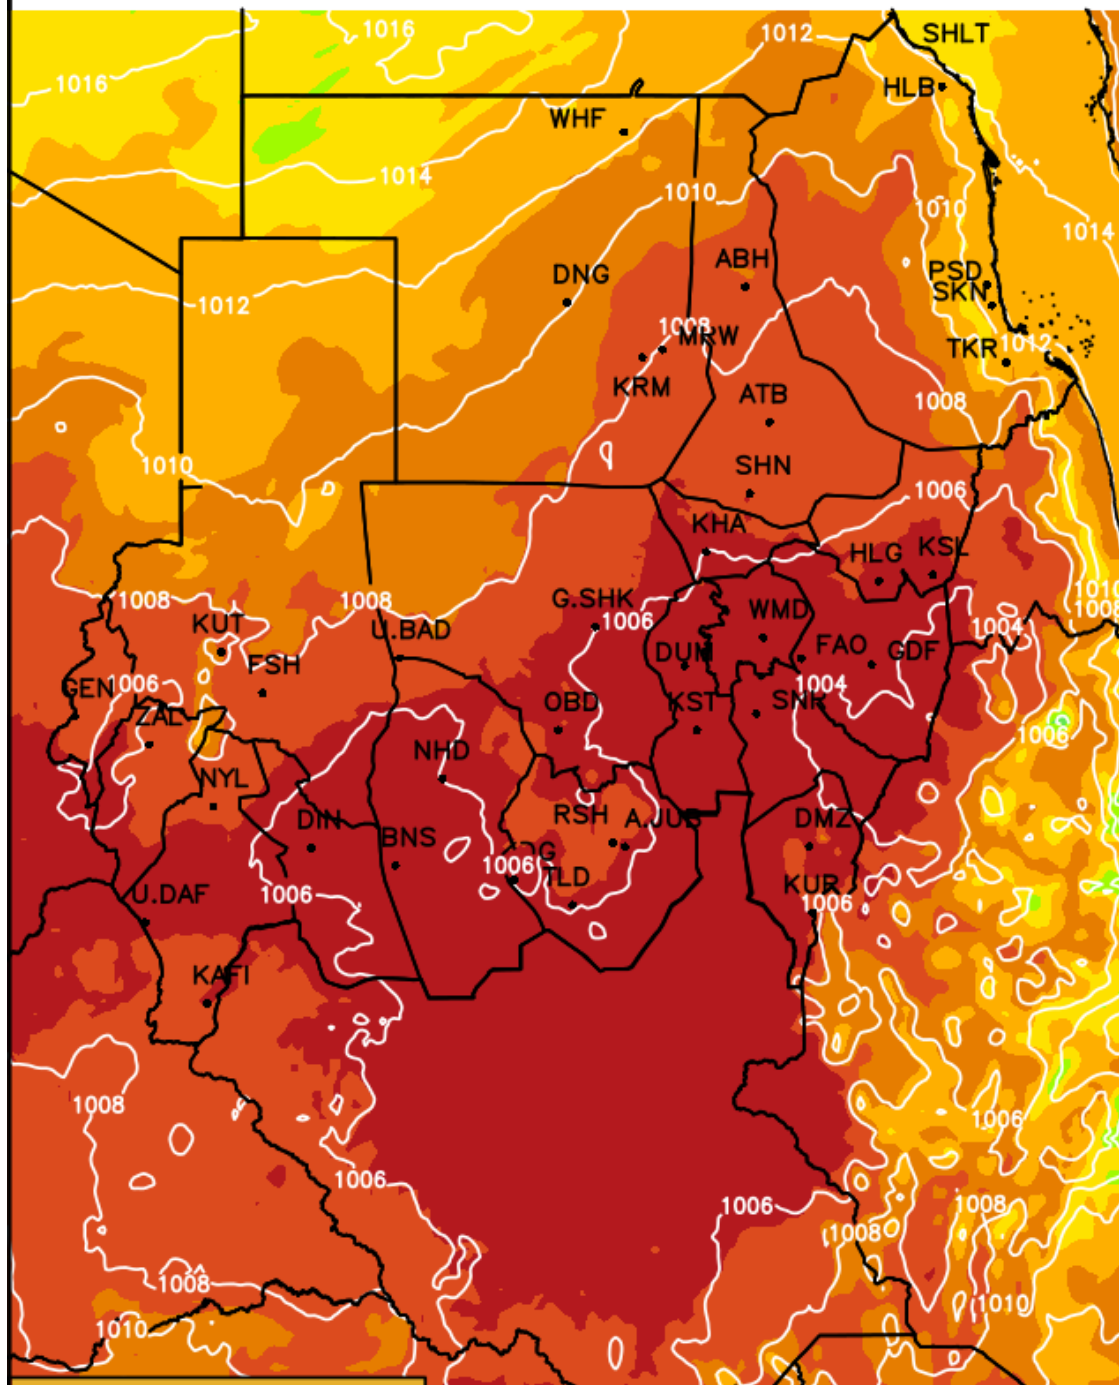 1016
1012
SHLT
1016
HLB
WHF
1014
1010
1010
1014
ABH
DNG
PSD
SKN
1012
1008
MRW
1012
TKR
KRM
ATB
1008
1010
SHN
1006
KHA
HLG
KSL
1008
1008
G.SHK
1008
KUT
U.BAD
1006
WMD
1004
FSH
DUM
FAO
GDF
GEN
1006
1004
ZAL
OBD
KST
SNR
1006
NHD
NYL
DIN
RSH
A.JUB
DMZ
BNS
1006
TLD
KUR
U.DAF
1006
1006
KAFI
1008
1006
1006
1006
1008
1008
1008
1010
1010